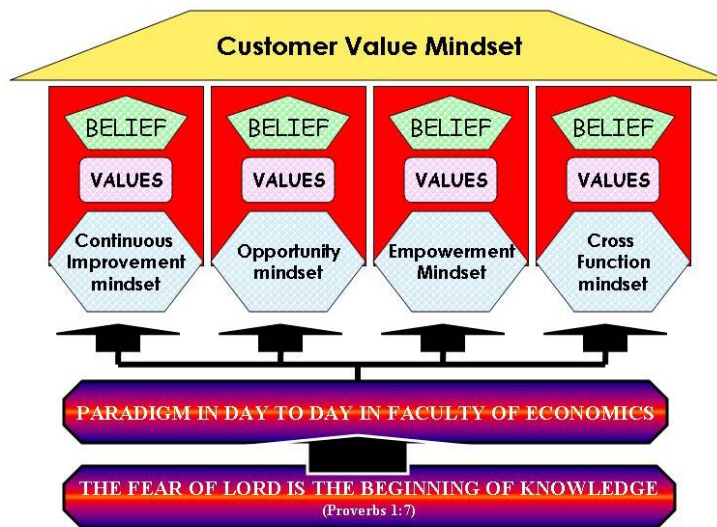 Customer Value Mindset
BELIEF
BELIEF
BELIEF
BELIEF
VALUES
VALUES
VALUES
VALUES
Continuous
Improvement
mindset
Opportunity
mindset
Empowerment
Mindset
Cross
Function
mindset
PARADIGM IN DAY TO DAY IN FACULTY OF ECONOMICS
THE FEAR OF LORD IS THE BEGINNING OF KNOWLEDGE
(Proverbs 1:7)